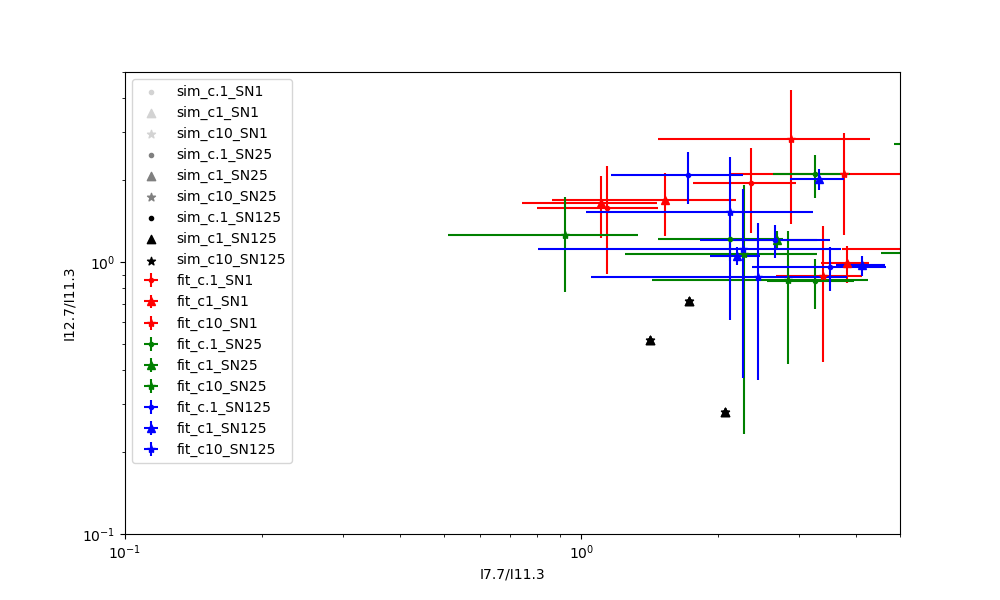 sim_c.1_SN1
sim_c1_SN1
sim_c10_SN1
sim_c.1_SN25
sim_c1_SN25
sim_c10_SN25
sim_c.1_SN125
sim_c1_SN125
sim_c10_SN125
fit_c.1_SN1
fit_c1_SN1
fit_c10_SN1
fit_c.1_SN25
fit_c1_SN25
fit_c10_SN25
fit_c.1_SN125
fit_c1_SN125
fit_c10_SN125
10⁰
I12.7/I11.3
10⁻¹
10⁻¹
10⁰
I7.7/I11.3